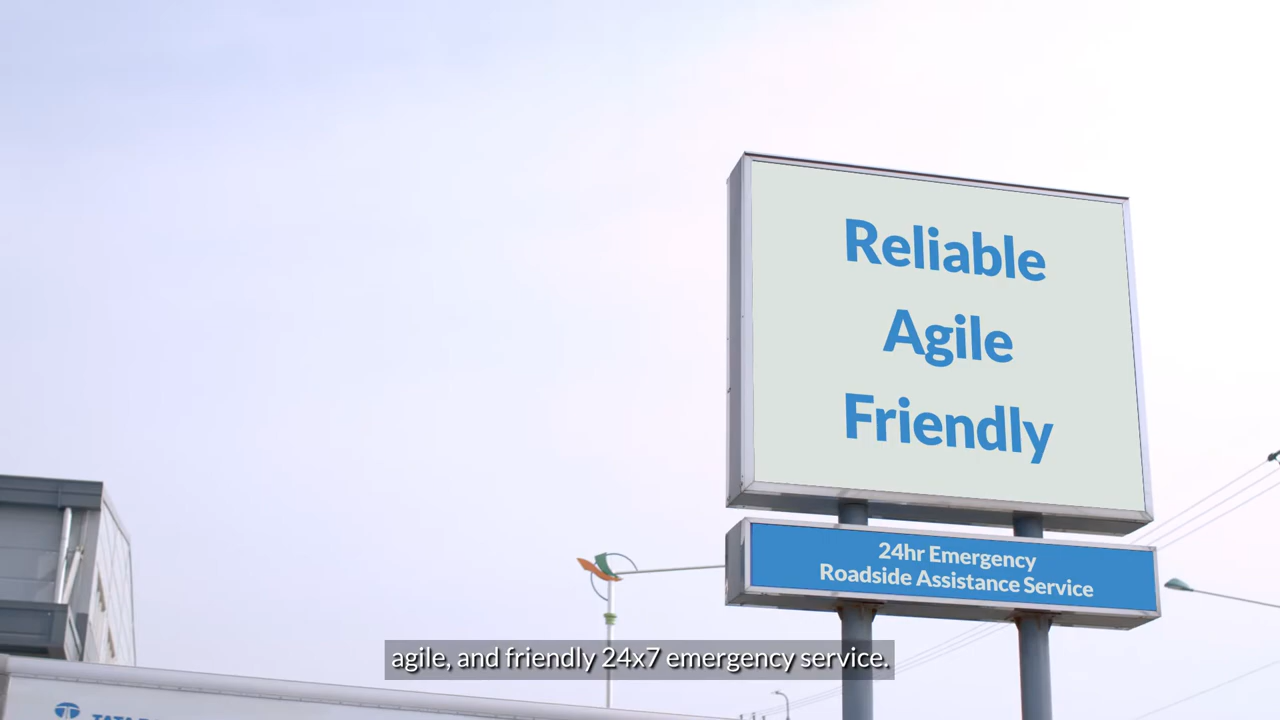 Reliable
Agile
Friendly
24hr Emergency
Roadside Assistance Service
agile, and friendly 24x7 emergency service.